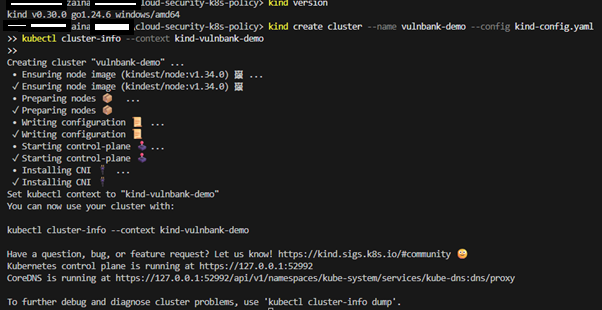 zaina cloud-security-k8s-policy> kind version
kind v0.30.0 go1.24.6 windows/amd64
aina \cloud-security-k8s-policy> kind create cluster --name vulnbank-demo --config kind-config.yaml
>> kubectl cluster-info --context kind-vulnbank-demo
>>
Creating cluster "vulnbank-demo" ...
• Ensuring node image (kindest/node:v1.34.0) 🖼 ...
✓ Ensuring node image (kindest/node:v1.34.0) 🖼
• Preparing nodes 📦 ...
✓ Preparing nodes 📦
• Writing configuration 📜 ...
✓ Writing configuration 📜
• Starting control-plane 🕹️ ...
✓ Starting control-plane 🕹️
• Installing CNI 🔌 ...
✓ Installing CNI 🔌
Set kubectl context to "kind-vulnbank-demo"
You can now use your cluster with:
kubectl cluster-info --context kind-vulnbank-demo
Have a question, bug, or feature request? Let us know! https://kind.sigs.k8s.io/#community 🙂
Kubernetes control plane is running at https://127.0.0.1:52992
CoreDNS is running at https://127.0.0.1:52992/api/v1/namespaces/kube-system/services/kube-dns:dns/proxy
To further debug and diagnose cluster problems, use 'kubectl cluster-info dump'.